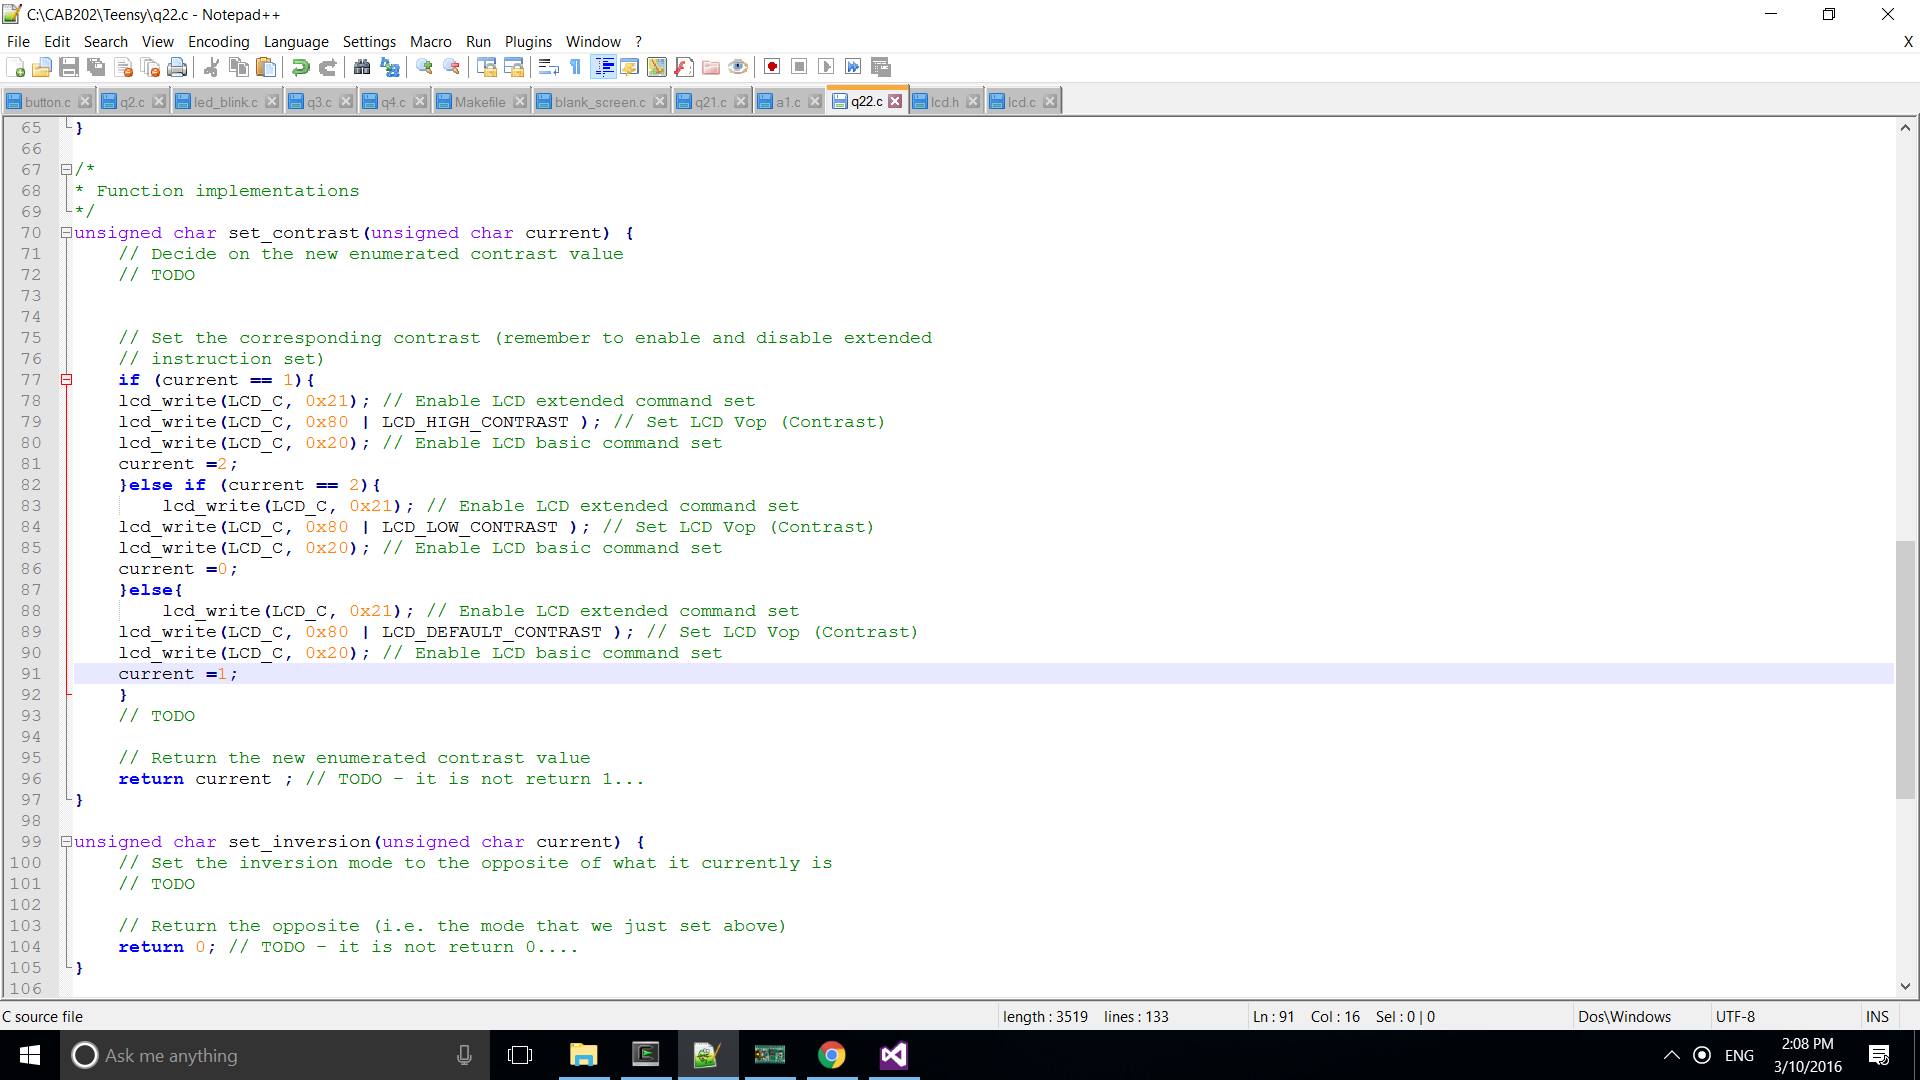 C:\CAB202\Teensy\q22.c - Notepad++
File Edit Search View Encoding Language Settings Macro Run Plugins Window ? X
button.c q2.c led_blink.c q3.c q4.c Makefile blank_screen.c q21.c a1.c q22.c lcd.h lcd.c
65 }
66
67 /*
68 * Function implementations
69 */
70 unsigned char set_contrast(unsigned char current) {
71 // Decide on the new enumerated contrast value
72 // TODO
73
74
75 // Set the corresponding contrast (remember to enable and disable extended
76 // instruction set)
77 if (current == 1){
78 lcd_write(LCD_C, 0x21); // Enable LCD extended command set
79 lcd_write(LCD_C, 0x80 | LCD_HIGH_CONTRAST ); // Set LCD Vop (Contrast)
80 lcd_write(LCD_C, 0x20); // Enable LCD basic command set
81 current =2;
82 }else if (current == 2){
83 lcd_write(LCD_C, 0x21); // Enable LCD extended command set
84 lcd_write(LCD_C, 0x80 | LCD_LOW_CONTRAST ); // Set LCD Vop (Contrast)
85 lcd_write(LCD_C, 0x20); // Enable LCD basic command set
86 current =0;
87 }else{
88 lcd_write(LCD_C, 0x21); // Enable LCD extended command set
89 lcd_write(LCD_C, 0x80 | LCD_DEFAULT_CONTRAST ); // Set LCD Vop (Contrast)
90 lcd_write(LCD_C, 0x20); // Enable LCD basic command set
91 current =1;
92 }
93 // TODO
94
95 // Return the new enumerated contrast value
96 return current ; // TODO - it is not return 1...
97 }
98
99 unsigned char set_inversion(unsigned char current) {
100 // Set the inversion mode to the opposite of what it currently is
101 // TODO
102
103 // Return the opposite (i.e. the mode that we just set above)
104 return 0; // TODO - it is not return 0....
105 }
106
C source file length : 3519 lines : 133 Ln : 91 Col : 16 Sel : 0 | 0 Dos\Windows UTF-8 INS
Ask me anything ENG 2:08 PM
3/10/2016